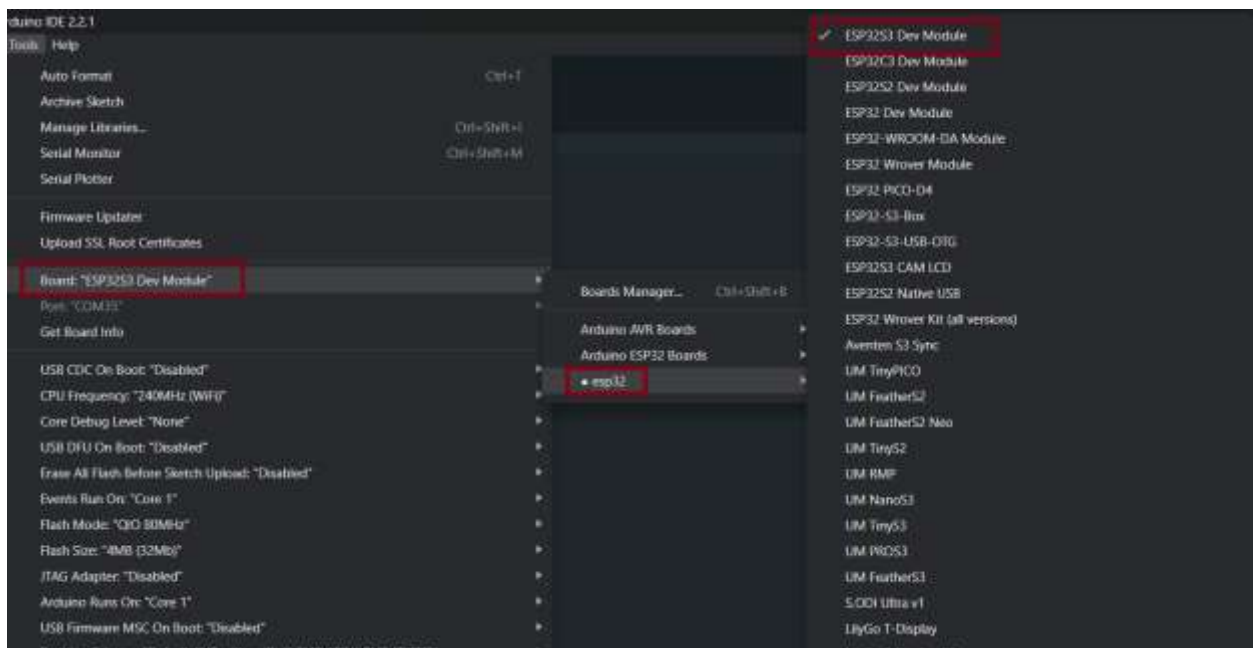 duino IDE 2.2.1
Tools Help
Auto Format Ctrl+T
Archive Sketch
Manage Libraries... Ctrl+Shift+I
Serial Monitor Ctrl+Shift+M
Serial Plotter
Firmware Updater
Upload SSL Root Certificates
Board: "ESP32S3 Dev Module"
Port: "COM35"
Get Board Info
USB CDC On Boot: "Disabled"
CPU Frequency: "240MHz (WiFi)"
Core Debug Level: "None"
USB DFU On Boot: "Disabled"
Erase All Flash Before Sketch Upload: "Disabled"
Events Run On: "Core 1"
Flash Mode: "QIO 80MHz"
Flash Size: "4MB (32Mb)"
JTAG Adapter: "Disabled"
Arduino Runs On: "Core 1"
USB Firmware MSC On Boot: "Disabled"
Boards Manager... Ctrl+Shift+B
Arduino AVR Boards
Arduino ESP32 Boards
• esp32
✓ ESP32S3 Dev Module
ESP32C3 Dev Module
ESP32S2 Dev Module
ESP32 Dev Module
ESP32-WROOM-DA Module
ESP32 Wrover Module
ESP32 PICO-D4
ESP32-S3-Box
ESP32-S3-USB-OTG
ESP32S3 CAM LCD
ESP32S2 Native USB
ESP32 Wrover Kit (all versions)
Aventen S3 Sync
UM TinyPICO
UM FeatherS2
UM FeatherS2 Neo
UM TinyS2
UM RMP
UM NanoS3
UM TinyS3
UM PROS3
UM FeatherS3
S.ODI Ultra v1
LilyGo T-Display